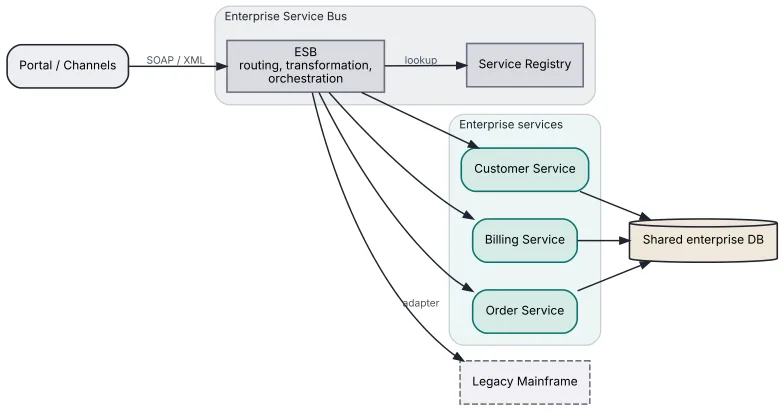 Enterprise Service Bus
Portal / Channels
SOAP / XML
ESB
routing, transformation,
orchestration
lookup
Service Registry
Enterprise services
Customer Service
Billing Service
Shared enterprise DB
Order Service
adapter
Legacy Mainframe